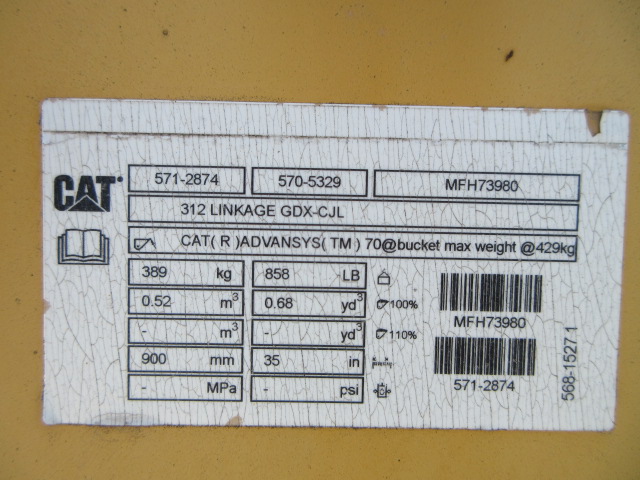 CAT
571-2874 570-5329 MFH73980
312 LINKAGE GDX-CJL
CAT( R )ADVANSYS( TM ) 70@bucket max weight @429kg
389 kg 858 LB
0.52 m³ 0.68 yd³ 100%
- m³ - yd³ 110%
900 mm 35 in
- MPa - psi
MFH73980
571-2874
568-1527 1